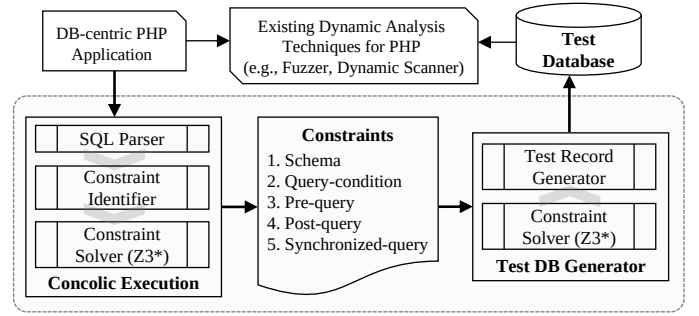 DB-centric PHP
Application
Existing Dynamic Analysis
Techniques for PHP
(e.g., Fuzzer, Dynamic Scanner)
Test
Database
SQL Parser
Constraint
Identifier
Constraint
Solver (Z3*)
Concolic Execution
Constraints
1. Schema
2. Query-condition
3. Pre-query
4. Post-query
5. Synchronized-query
Test Record
Generator
Constraint
Solver (Z3*)
Test DB Generator